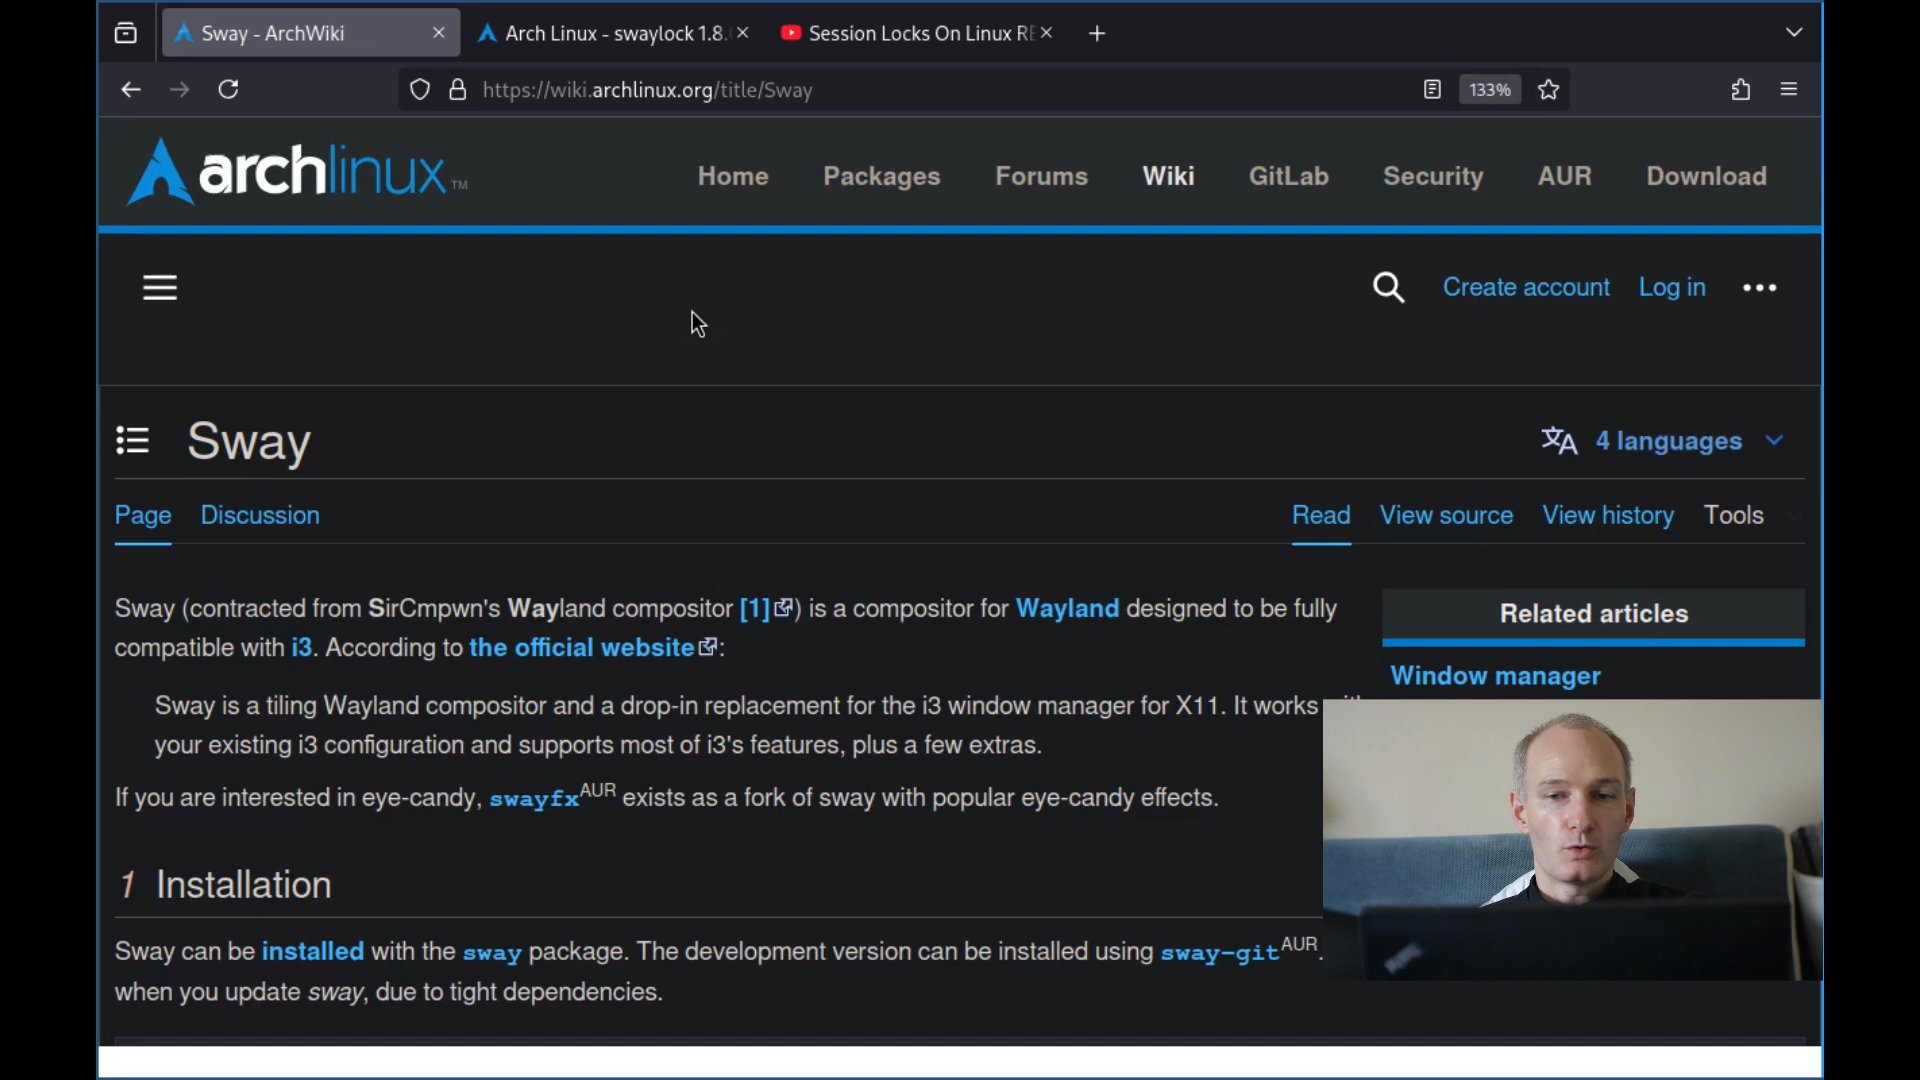 Sway - ArchWiki
Arch Linux - swaylock 1.8.
Session Locks On Linux
https://wiki.archlinux.org/title/Sway
133%
archlinux™
Home Packages Forums Wiki GitLab Security AUR Download
Create account Log in
Sway
4 languages
Page Discussion
Read View source View history Tools
Sway (contracted from SirCmpwn's Wayland compositor [1]) is a compositor for Wayland designed to be fully
compatible with i3. According to the official website:
Related articles
Window manager
Sway is a tiling Wayland compositor and a drop-in replacement for the i3 window manager for X11. It works
your existing i3 configuration and supports most of i3's features, plus a few extras.
If you are interested in eye-candy, swayfxAUR exists as a fork of sway with popular eye-candy effects.
1 Installation
Sway can be installed with the sway package. The development version can be installed using sway-gitAUR.
when you update sway, due to tight dependencies.